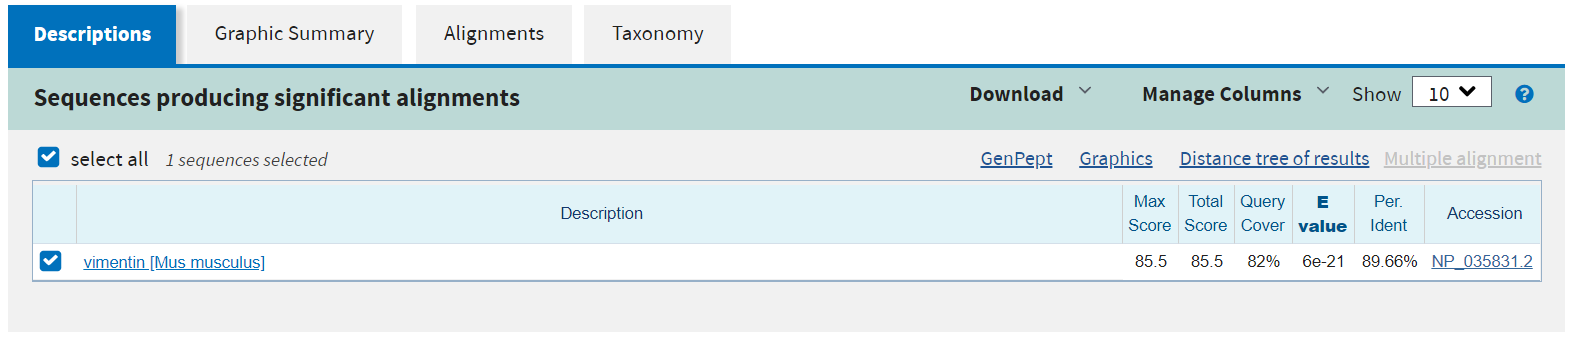 Descriptions Graphic Summary Alignments Taxonomy
Sequences producing significant alignments Download Manage Columns Show 10 ?
select all 1 sequences selected GenPept Graphics Distance tree of results Multiple alignment
Description Max Score Total Score Query Cover E value Per. Ident Accession
vimentin [Mus musculus] 85.5 85.5 82% 6e-21 89.66% NP_035831.2